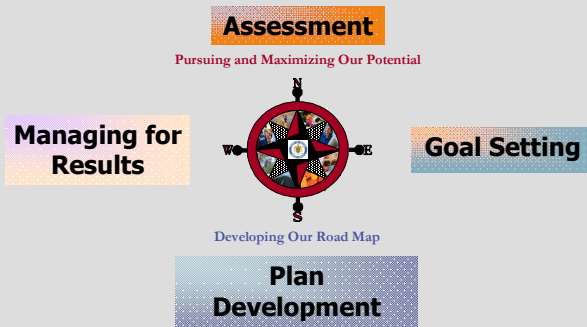 Assessment
Pursuing and Maximizing Our Potential
N
Managing for
Results
W
E
Goal Setting
S
Developing Our Road Map
Plan
Development